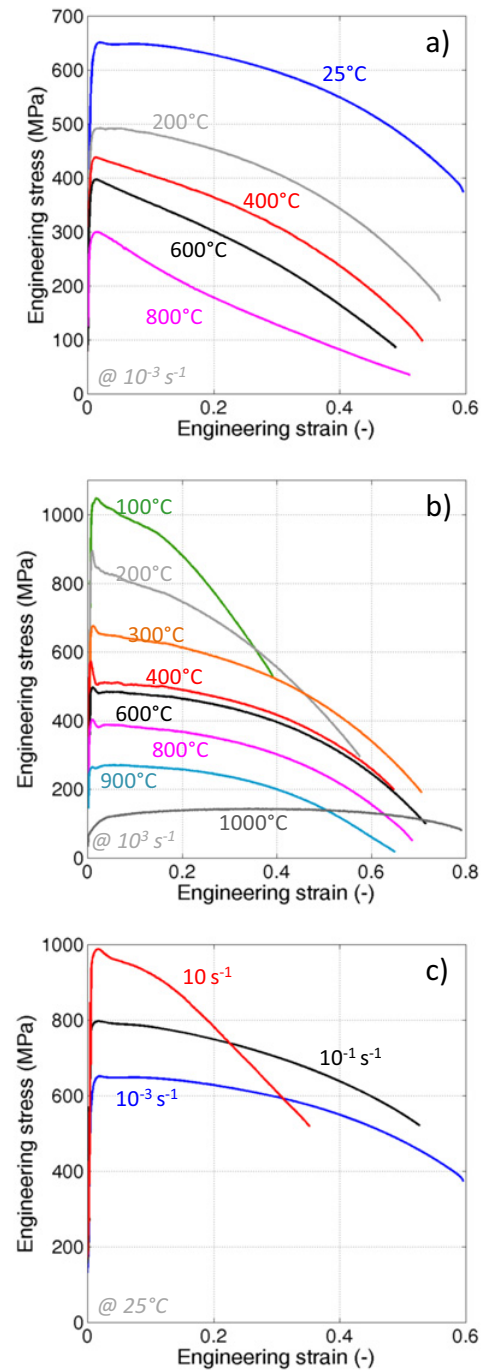 a)
Engineering stress (MPa)
700
600
500
400
300
200
100
0
25°C
200°C
400°C
600°C
800°C
@ 10⁻³ s⁻¹
0
0.2
0.4
0.6
Engineering strain (-)
b)
Engineering stress (MPa)
1000
800
600
400
200
0
100°C
200°C
300°C
400°C
600°C
800°C
900°C
1000°C
@ 10³ s⁻¹
0
0.2
0.4
0.6
0.8
Engineering strain (-)
c)
Engineering stress (MPa)
1000
800
600
400
200
0
10 s⁻¹
10⁻¹ s⁻¹
10⁻³ s⁻¹
@ 25°C
0
0.2
0.4
0.6
Engineering strain (-)